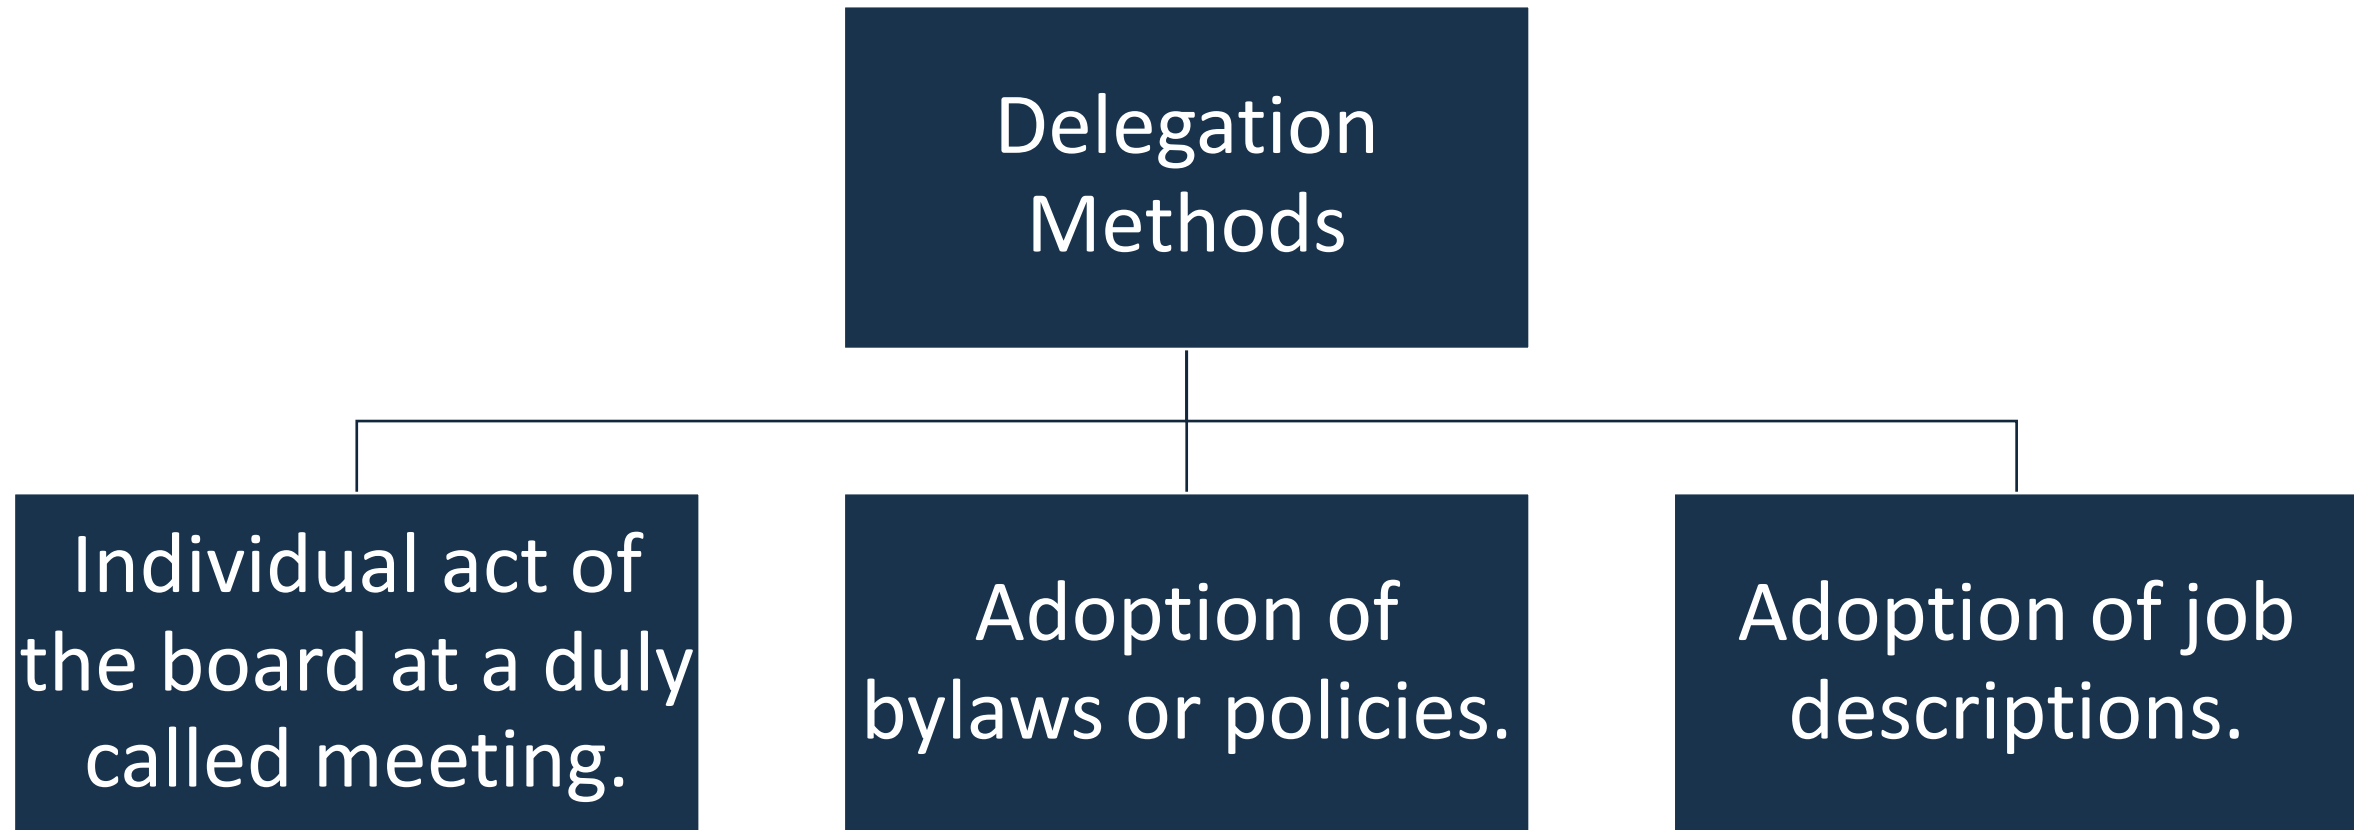 Delegation
Methods
Individual act of
the board at a duly
called meeting.
Adoption of
bylaws or policies.
Adoption of job
descriptions.